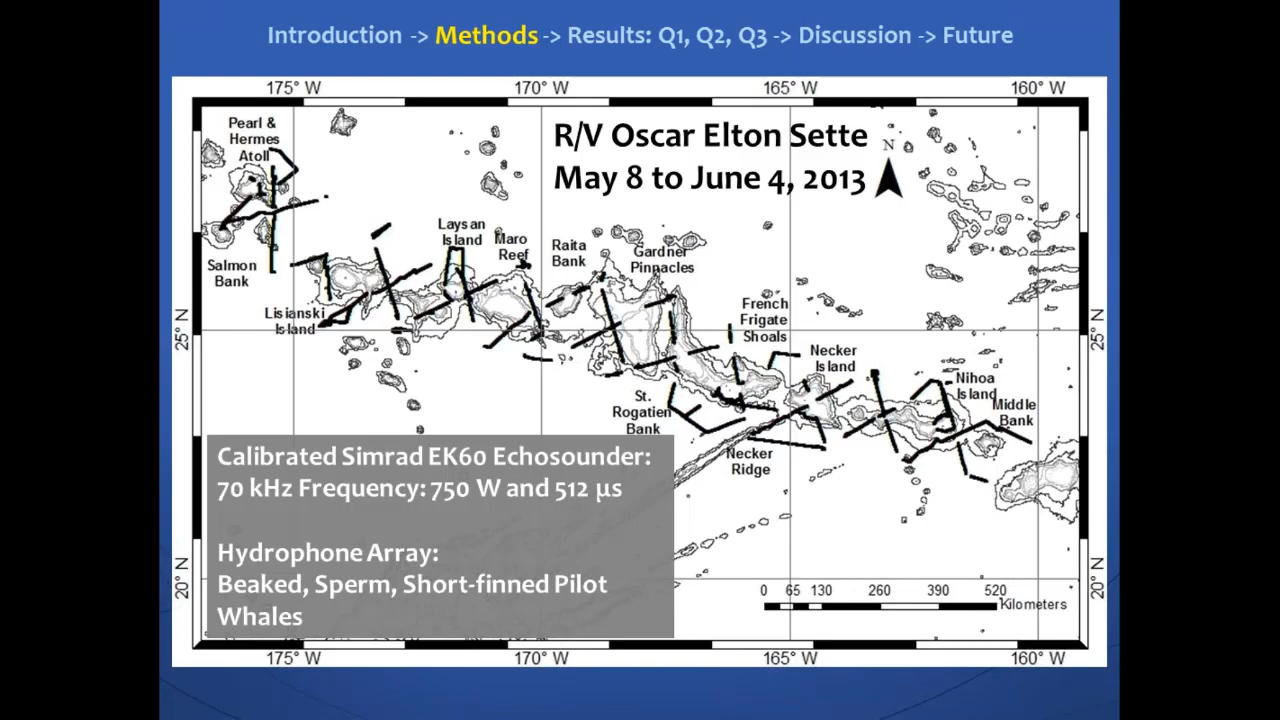 Introduction -> Methods -> Results: Q1, Q2, Q3 -> Discussion -> Future
175° W 170° W 165° W 160° W
R/V Oscar Elton Sette
May 8 to June 4, 2013
N
Pearl &
Hermes
Atoll
Salmon
Bank
Lisianski
Island
Laysan
Island
Maro
Reef
Raita
Bank
Gardner
Pinnacles
French
Frigate
Shoals
Necker
Island
Nihoa
Island
Middle
Bank
St.
Rogatien
Bank
Necker
Ridge
25° N
25° N
20° N
20° N
Calibrated Simrad EK60 Echosounder:
70 kHz Frequency: 750 W and 512 µs
Hydrophone Array:
Beaked, Sperm, Short-finned Pilot
Whales
0 65 130 260 390 520
Kilometers
175° W 170° W 165° W 160° W